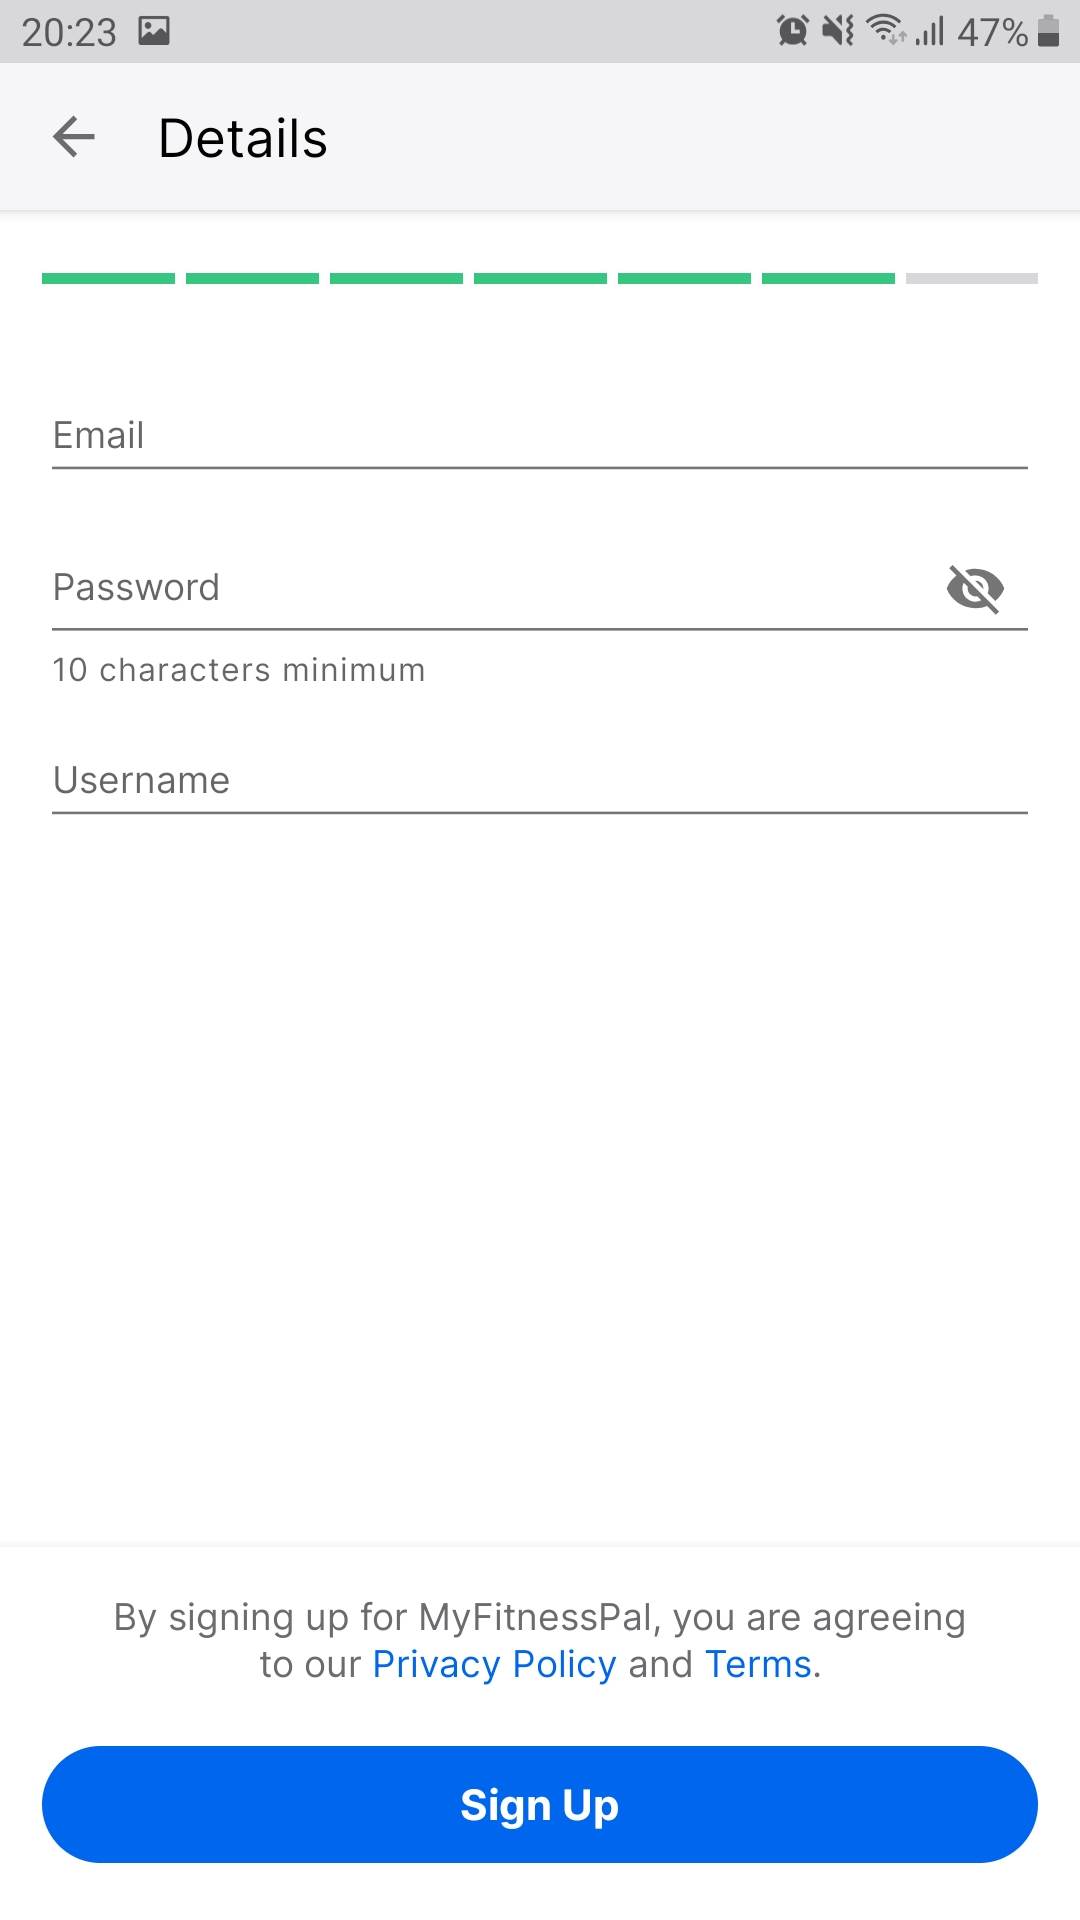 20:23 47%
Details
Email
Password
10 characters minimum
Username
By signing up for MyFitnessPal, you are agreeing
to our Privacy Policy and Terms.
Sign Up